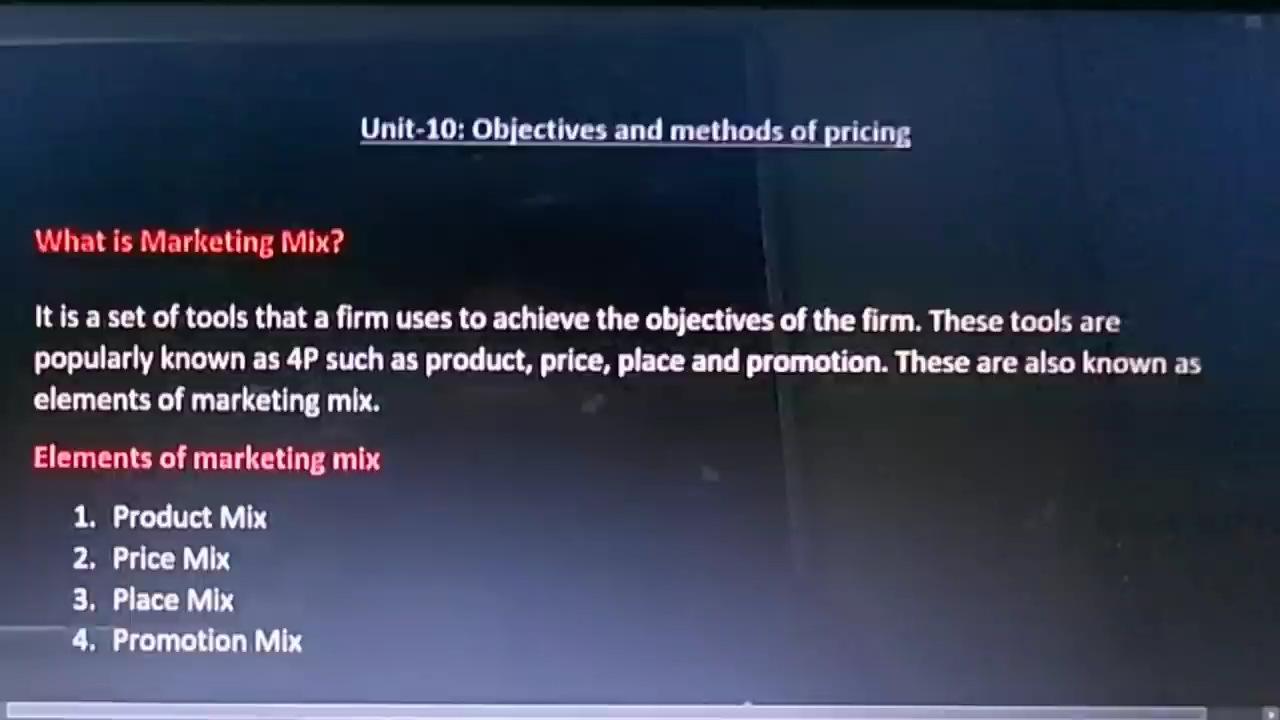 Unit-10: Objectives and methods of pricing
What is Marketing Mix?
It is a set of tools that a firm uses to achieve the objectives of the firm. These tools are
popularly known as 4P such as product, price, place and promotion. These are also known as
elements of marketing mix.
Elements of marketing mix
1. Product Mix
2. Price Mix
3. Place Mix
4. Promotion Mix